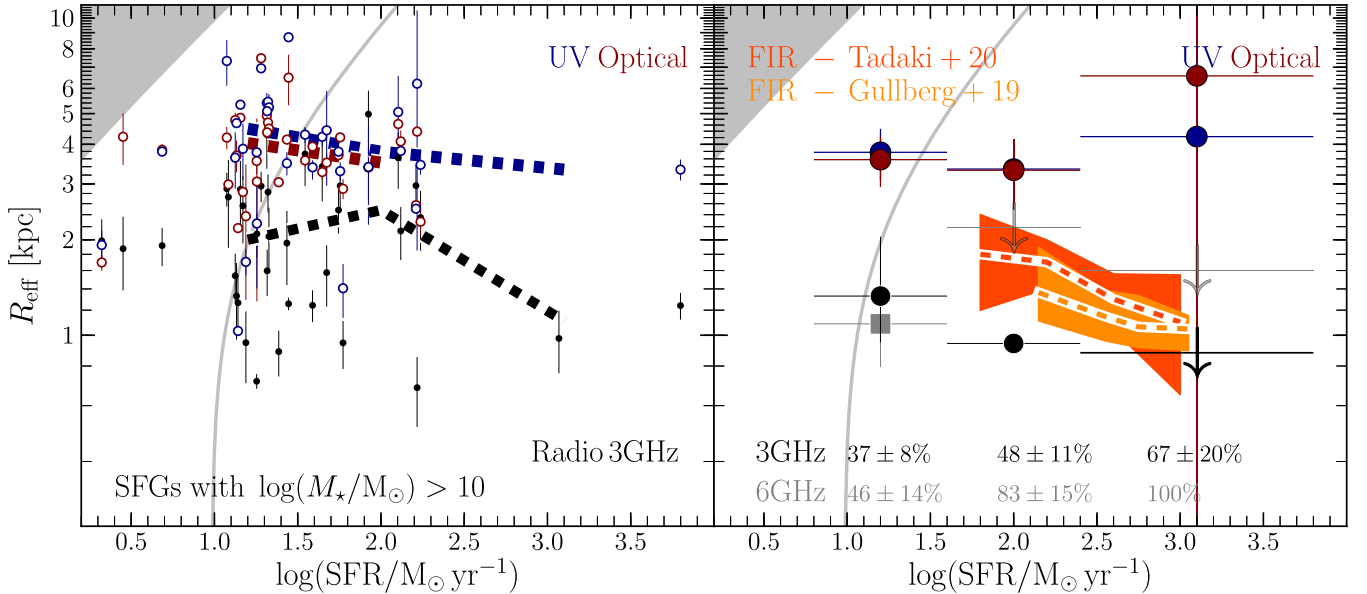 10
8
6
5
4
3
2
1
R_eff [kpc]
UV Optical
Radio 3GHz
SFGs with log(M⋆/M⊙) > 10
0.5 1.0 1.5 2.0 2.5 3.0 3.5
log(SFR/M⊙ yr⁻¹)
FIR − Tadaki + 20
UV Optical
FIR − Gullberg + 19
3GHz 37 ± 8% 48 ± 11% 67 ± 20%
6GHz 46 ± 14% 83 ± 15% 100%
0.5 1.0 1.5 2.0 2.5 3.0 3.5
log(SFR/M⊙ yr⁻¹)